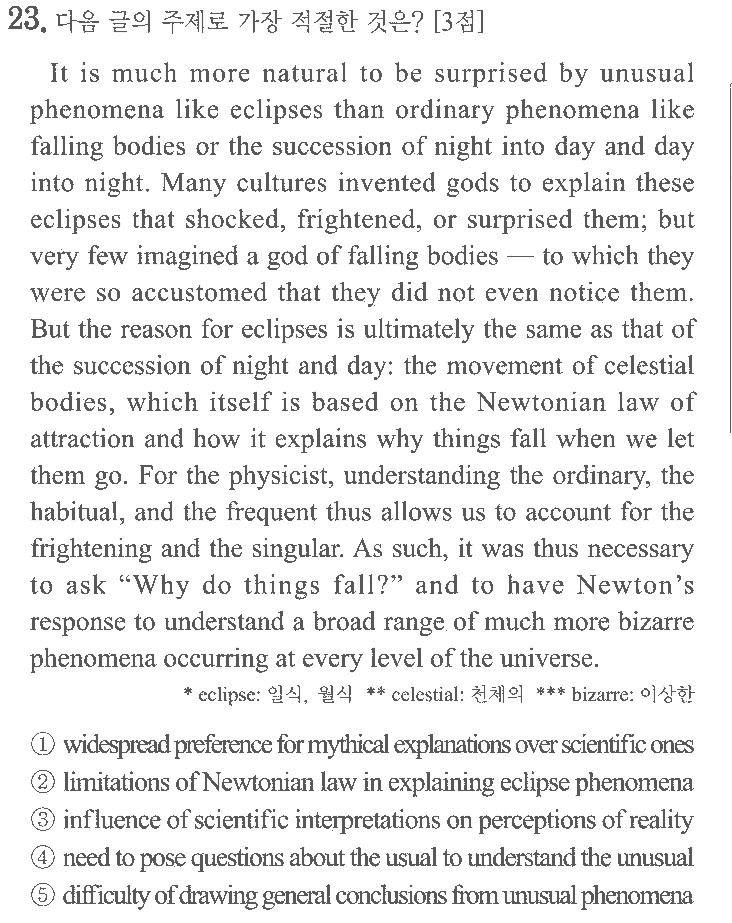 23. 다음 글의 주제로 가장 적절한 것은? [3점]
It is much more natural to be surprised by unusual
phenomena like eclipses than ordinary phenomena like
falling bodies or the succession of night into day and day
into night. Many cultures invented gods to explain these
eclipses that shocked, frightened, or surprised them; but
very few imagined a god of falling bodies — to which they
were so accustomed that they did not even notice them.
But the reason for eclipses is ultimately the same as that of
the succession of night and day: the movement of celestial
bodies, which itself is based on the Newtonian law of
attraction and how it explains why things fall when we let
them go. For the physicist, understanding the ordinary, the
habitual, and the frequent thus allows us to account for the
frightening and the singular. As such, it was thus necessary
to ask “Why do things fall?” and to have Newton’s
response to understand a broad range of much more bizarre
phenomena occurring at every level of the universe.
* eclipse: 일식, 월식 ** celestial: 천체의 *** bizarre: 이상한
① widespread preference for mythical explanations over scientific ones
② limitations of Newtonian law in explaining eclipse phenomena
③ influence of scientific interpretations on perceptions of reality
④ need to pose questions about the usual to understand the unusual
⑤ difficulty of drawing general conclusions from unusual phenomena